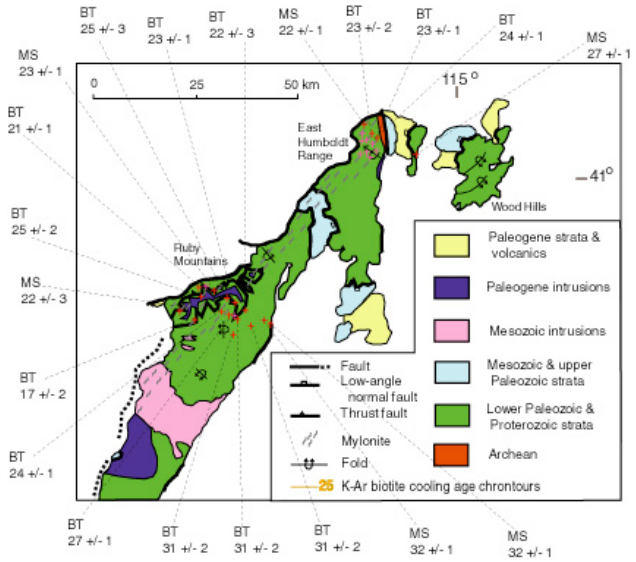 BT
25 +/- 3
BT
23 +/- 1
BT
22 +/- 3
MS
22 +/- 1
BT
23 +/- 2
BT
23 +/- 1
BT
24 +/- 1
MS
27 +/- 1
MS
23 +/- 1
BT
21 +/- 1
BT
25 +/- 2
MS
22 +/- 3
BT
17 +/- 2
BT
24 +/- 1
BT
27 +/- 1
BT
31 +/- 2
BT
31 +/- 2
BT
31 +/- 2
MS
32 +/- 1
MS
32 +/- 1
0 25 50 km
115°
41°
East
Humboldt
Range
Wood Hills
Ruby
Mountains
Paleogene strata &
volcanics
Paleogene intrusions
Mesozoic intrusions
Mesozoic & upper
Paleozoic strata
Lower Paleozoic &
Proterozoic strata
Archean
Fault
Low-angle
normal fault
Thrust fault
Mylonite
Fold
25 K-Ar biotite cooling age chrontours